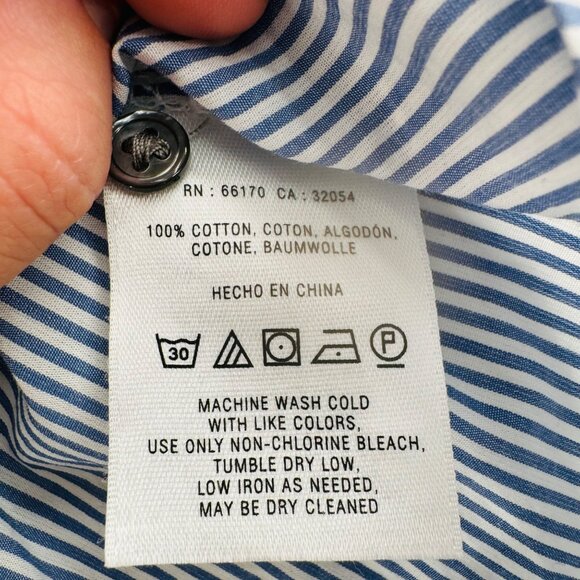 RN : 66170 CA : 32054
100% COTTON, COTON, ALGODÓN,
COTONE, BAUMWOLLE
HECHO EN CHINA
30 P
MACHINE WASH COLD
WITH LIKE COLORS,
USE ONLY NON-CHLORINE BLEACH,
TUMBLE DRY LOW,
LOW IRON AS NEEDED,
MAY BE DRY CLEANED